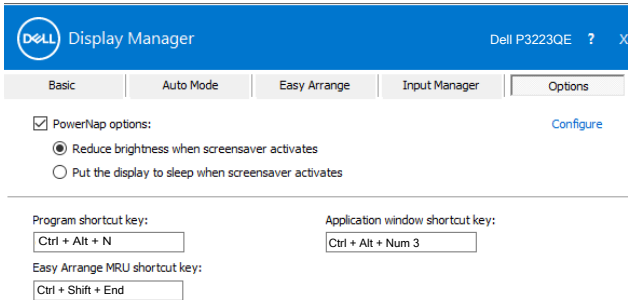 DELL Display Manager
Dell P3223QE ? X
Basic Auto Mode Easy Arrange Input Manager Options
PowerNap options: Configure
Reduce brightness when screensaver activates
Put the display to sleep when screensaver activates
Program shortcut key: Application window shortcut key:
Ctrl + Alt + N Ctrl + Alt + Num 3
Easy Arrange MRU shortcut key:
Ctrl + Shift + End